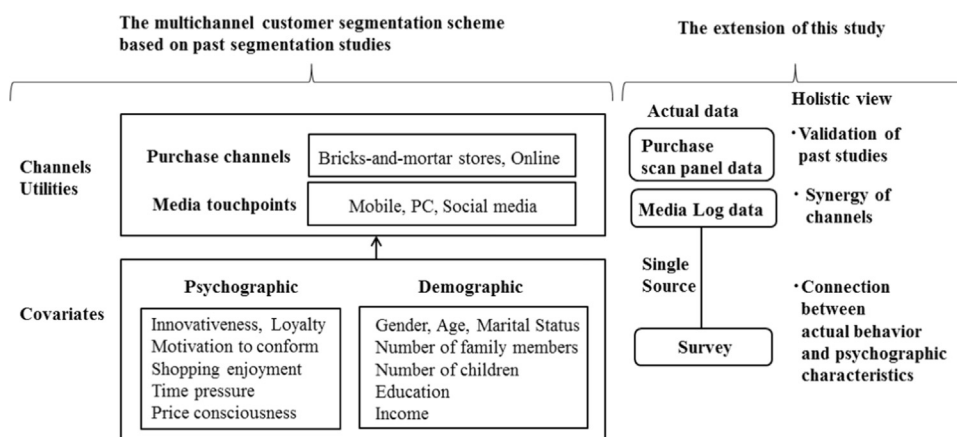 The multichannel customer segmentation scheme
based on past segmentation studies
The extension of this study
Channels
Utilities
Purchase channels
Bricks-and-mortar stores, Online
Media touchpoints
Mobile, PC, Social media
Covariates
Psychographic
Innovativeness, Loyalty
Motivation to conform
Shopping enjoyment
Time pressure
Price consciousness
Demographic
Gender, Age, Marital Status
Number of family members
Number of children
Education
Income
Actual data
Purchase
scan panel data
Media Log data
Single
Source
Survey
Holistic view
・Validation of
past studies
・Synergy of
channels
・Connection
between
actual behavior
and psychographic
characteristics